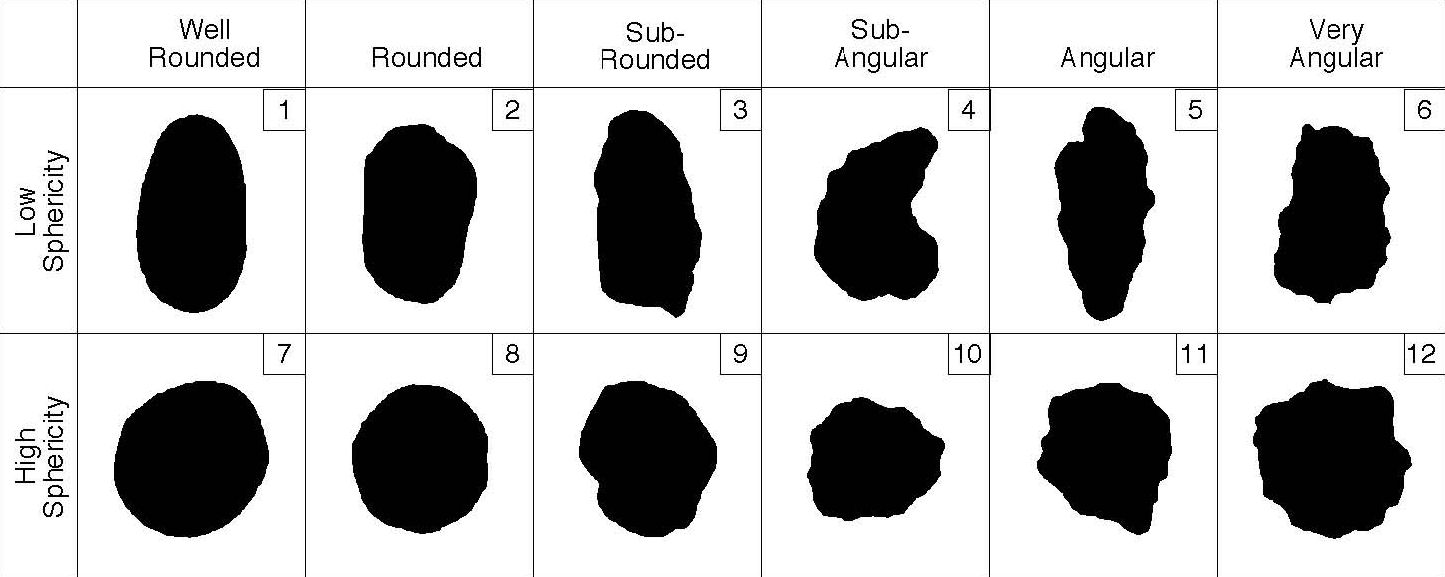 Well
Rounded
Rounded
Sub-
Rounded
Sub-
Angular
Angular
Very
Angular
Low
Sphericity
1
2
3
4
5
6
High
Sphericity
7
8
9
10
11
12